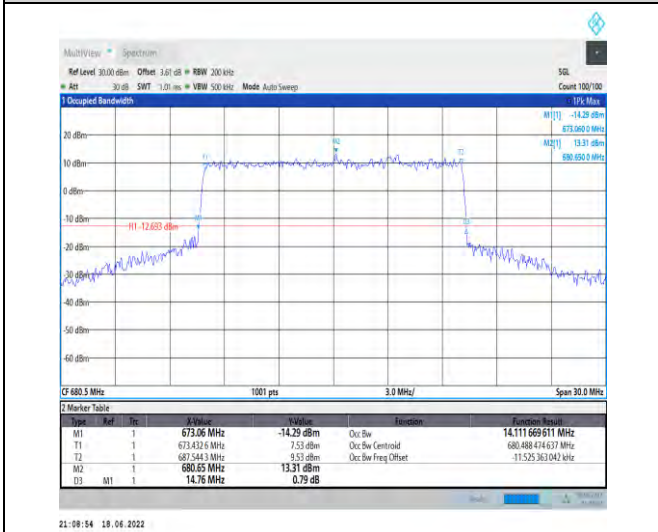 MultiView Spectrum
Ref Level 30.00 dBm Offset 3.61 dB RBW 200 kHz SGL
Att 30 dB SWT 1.01 ms VBW 500 kHz Mode Auto Sweep Count 100/100
1 Occupied Bandwidth 1Pk Max
M1[1] -14.29 dBm
673.060 0 MHz
M2[1] 13.31 dBm
680.650 0 MHz
20 dBm
M2
T1
T2
10 dBm
0 dBm
-10 dBm
H1 -12.693 dBm
-30 dBm
-40 dBm
-50 dBm
-60 dBm
CF 680.5 MHz 1001 pts 3.0 MHz/ Span 30.0 MHz
2 Marker Table
Type Ref Trc X-Value Y-Value Function Function Result
M1 1 673.06 MHz -14.29 dBm Occ Bw 14.111 669 611 MHz
T1 1 673.432 6 MHz 7.53 dBm Occ Bw Centroid 680.488 474 637 MHz
T2 1 687.544 3 MHz 9.53 dBm Occ Bw Freq Offset -11.525 363 042 kHz
M2 1 680.65 MHz 13.31 dBm
D3 M1 1 14.76 MHz 0.79 dB
21:08:54 18.06.2022